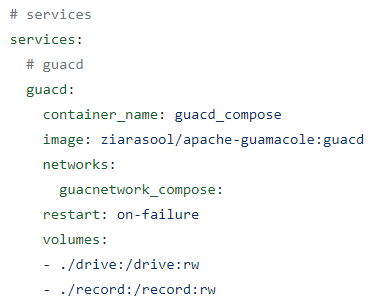 # services
services:
  # guacd
  guacd:
    container_name: guacd_compose
    image: ziarasool/apache-guamacole:guacd
    networks:
      guacnetwork_compose:
    restart: on-failure
    volumes:
    - ./drive:/drive:rw
    - ./record:/record:rw